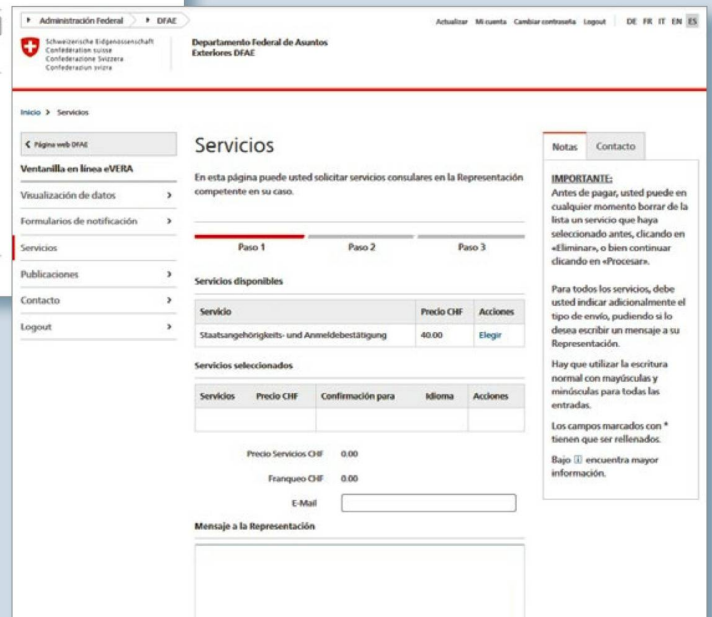 Administración Federal
DFAE
Actualizar Mi cuenta Cambiar contraseña Logout DE FR IT EN ES
Schweizerische Eidgenossenschaft
Confédération suisse
Confederazione Svizzera
Confederaziun svizra
Departamento Federal de Asuntos
Exteriores DFAE
Inicio > Servicios
Página web DFAE
Ventanilla en línea eVERA
Visualización de datos
Formularios de notificación
Servicios
Publicaciones
Contacto
Logout
Servicios
En esta página puede usted solicitar servicios consulares en la Representación
competente en su caso.
Paso 1 Paso 2 Paso 3
Servicios disponibles
Servicio Precio CHF Acciones
Staatsangehörigkeits- und Anmeldebestätigung 40.00 Elegir
Servicios seleccionados
Servicios Precio CHF Confirmación para Idioma Acciones
Precio Servicios CHF 0.00
Franqueo CHF 0.00
E-Mail
Mensaje a la Representación
Notas Contacto
IMPORTANTE:
Antes de pagar, usted puede en
cualquier momento borrar de la
lista un servicio que haya
seleccionado antes, clicando en
«Eliminar», o bien continuar
clicando en «Procesar».
Para todos los servicios, debe
usted indicar adicionalmente el
tipo de envío, pudiendo si lo
desea escribir un mensaje a su
Representación.
Hay que utilizar la escritura
normal con mayúsculas y
minúsculas para todas las
entradas.
Los campos marcados con *
tienen que ser rellenados.
Bajo i encuentra mayor
información.